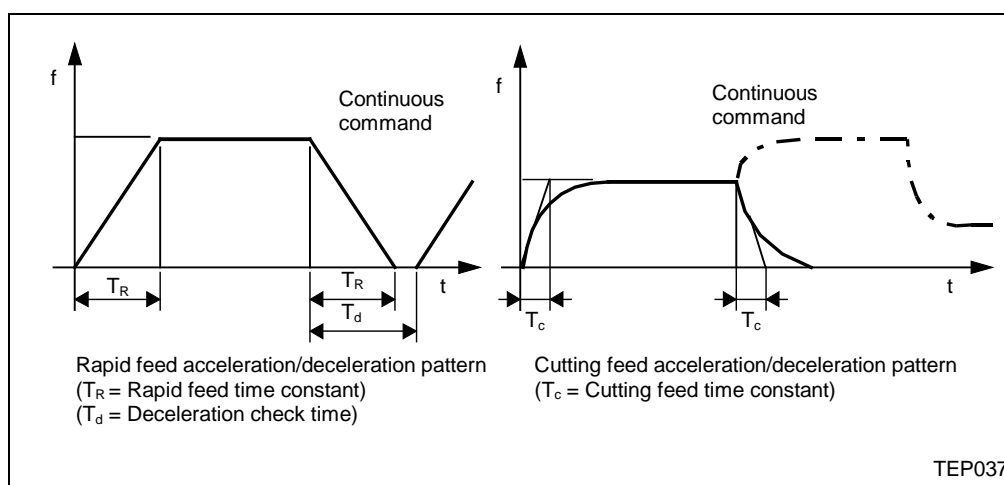 f
Continuous
command
T_R
T_R
t
T_d
Rapid feed acceleration/deceleration pattern
(T_R = Rapid feed time constant)
(T_d = Deceleration check time)
f
Continuous
command
t
T_c
T_c
Cutting feed acceleration/deceleration pattern
(T_c = Cutting feed time constant)
TEP037